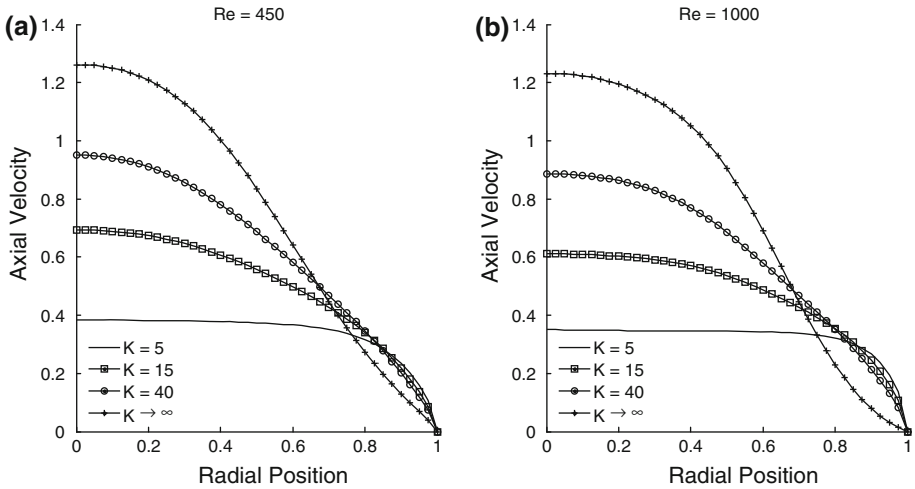 (a)
Re = 450
Axial Velocity
1.4
1.2
1
0.8
0.6
0.4
0.2
0
K = 5
K = 15
K = 40
K → ∞
0 0.2 0.4 0.6 0.8 1
Radial Position
(b)
Re = 1000
Axial Velocity
1.4
1.2
1
0.8
0.6
0.4
0.2
0
K = 5
K = 15
K = 40
K → ∞
0 0.2 0.4 0.6 0.8 1
Radial Position